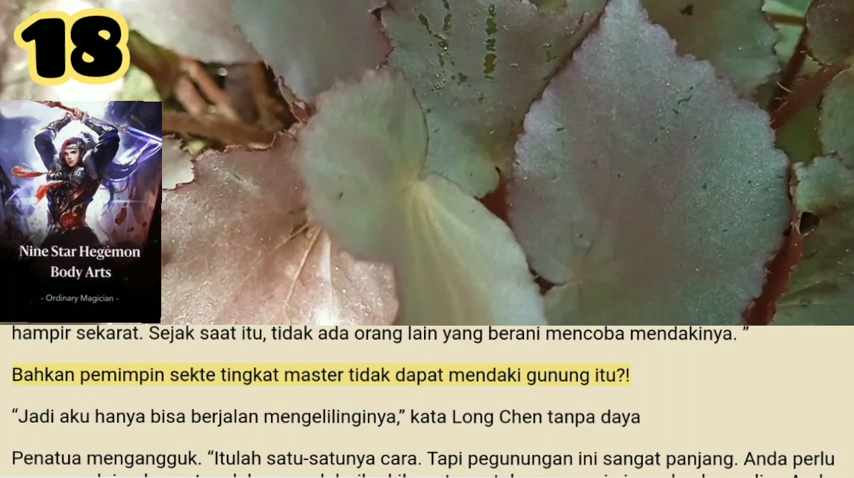 18
Nine Star Hegemon
Body Arts
- Ordinary Magician -
hampir sekarat. Sejak saat itu, tidak ada orang lain yang berani mencoba mendakinya. ”
Bahkan pemimpin sekte tingkat master tidak dapat mendaki gunung itu?!
“Jadi aku hanya bisa berjalan mengelilinginya,” kata Long Chen tanpa daya
Penatua mengangguk. “Itulah satu-satunya cara. Tapi pegunungan ini sangat panjang. Anda perlu